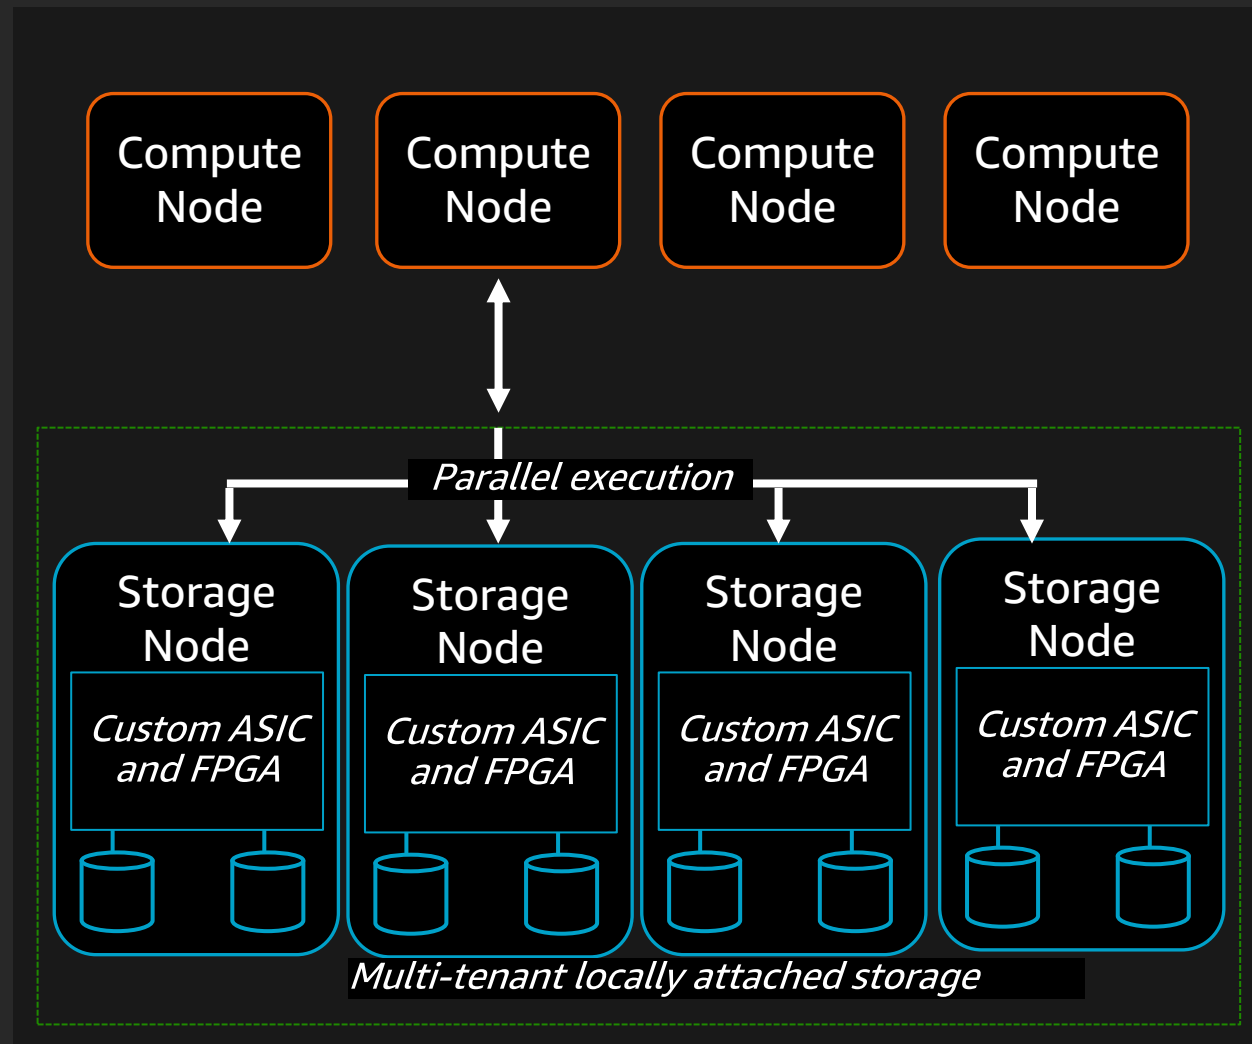 Compute
Node
Compute
Node
Compute
Node
Compute
Node
Parallel execution
Storage
Node
Custom ASIC
and FPGA
Storage
Node
Custom ASIC
and FPGA
Storage
Node
Custom ASIC
and FPGA
Storage
Node
Custom ASIC
and FPGA
Multi-tenant locally attached storage